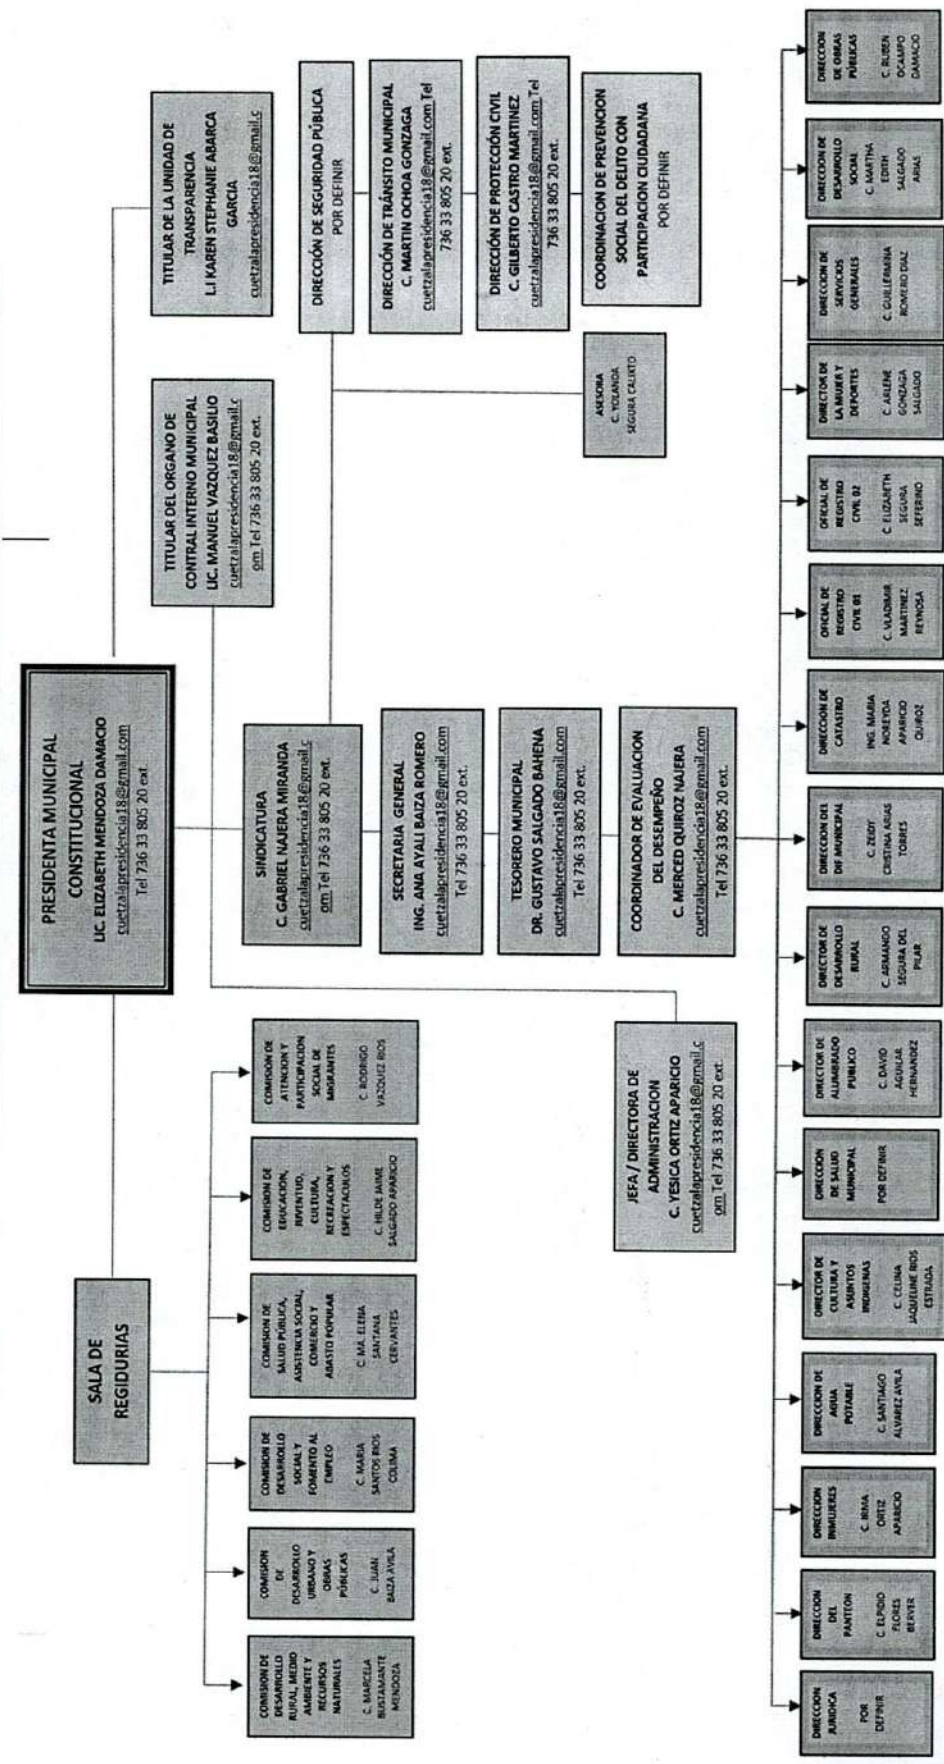 PRESIDENTA MUNICIPAL
CONSTITUCIONAL
LIC. ELIZABETH MENDOZA DAMACIO
cuetzalapresidencia18@gmail.com
Tel 736 33 805 20 ext.
SALA DE
REGIDURIAS
TITULAR DEL ORGANO DE
CONTRAL INTERNO MUNICIPAL
LIC. MANUEL VAZQUEZ BASILIO
cuetzalapresidencia18@gmail.c
om Tel 736 33 805 20 ext.
TITULAR DE LA UNIDAD DE
TRANSPARENCIA
L.I KAREN STEPHANIE ABARCA
GARCIA
cuetzalapresidencia18@gmail.c
COMISION DE
DESARROLLO
RURAL, MEDIO
AMBIENTE Y
RECURSOS
NATURALES
C. MARCELA
BUSTAMANTE
MENDOZA
COMISION
DE
DESARROLLO
URBANO Y
OBRAS
PÚBLICAS
C. JUAN
BAIZA AVILA
COMISION DE
DESARROLLO
SOCIAL Y
FOMENTO AL
EMPLEO
C. MARIA
SANTOS RIOS
COLIMA
COMISION DE
SALUD PÚBLICA,
ASISTENCIA SOCIAL,
COMERCIO Y
ABASTO POPULAR
C. MA. ELENA
SANTANA
CERVANTES
COMISION DE
EDUCACIÓN,
JUVENTUD,
CULTURA,
RECREACION Y
ESPECTACULOS
C. HILDE JAIME
SALGADO APARICIO
COMISION DE
ATENCION Y
PARTICIPACION
SOCIAL DE
MIGRANTES
C. RODRIGO
VAZQUEZ RIOS
SINDICATURA
C. GABRIEL NAJERA MIRANDA
cuetzalapresidencia18@gmail.c
om Tel 736 33 805 20 ext.
SECRETARIA GENERAL
ING. ANA AYALI BAIZA ROMERO
cuetzalapresidencia18@gmail.com
Tel 736 33 805 20 ext.
TESORERO MUNICIPAL
DR. GUSTAVO SALGADO BAHENA
cuetzalapresidencia18@gmail.com
Tel 736 33 805 20 ext.
COORDINADOR DE EVALUACION
DEL DESEMPEÑO
C. MERCED QUIROZ NAJERA
cuetzalapresidencia18@gmail.com
Tel 736 33 805 20 ext.
DIRECCIÓN DE SEGURIDAD PÚBLICA
POR DEFINIR
DIRECCIÓN DE TRÁNSITO MUNICIPAL
C. MARTIN OCHOA GONZAGA
cuetzalapresidencia18@gmail.com Tel
736 33 805 20 ext.
DIRECCIÓN DE PROTECCIÓN CIVIL
C. GILBERTO CASTRO MARTINEZ
cuetzalapresidencia18@gmail.com Tel
736 33 805 20 ext.
COORDINACION DE PREVENCION
SOCIAL DEL DELITO CON
PARTICIPACION CIUDADANA
POR DEFINIR
ASESORA
C. YOLANDA
SEGURA CALIXTO
JEFA / DIRECTORA DE
ADMINISTRACION
C. YESICA ORTIZ APARICIO
cuetzalapresidencia18@gmail.c
om Tel 736 33 805 20 ext.
DIRECCION
JURIDICA
POR
DEFINIR
DIRECCION
DEL
PANTEON
C. ELPIDIO
FLORES
BERVER
DIRECCION
INMUJERES
C. IRMA
ORTIZ
APARICIO
DIRECCION DE
AGUA
POTABLE
C. SANTIAGO
ALVAREZ AVILA
DIRECTOR DE
CULTURA Y
ASUNTOS
INDIGENAS
C. CELINA
JAQUELINE RIOS
ESTRADA
DIRECCION
DE SALUD
MUNICIPAL
POR DEFINIR
DIRECTOR DE
ALUMBRADO
PUBLICO
C. DAVID
AGUILAR
HERNANDEZ
DIRECTOR DE
DESARROLLO
RURAL
C. ARMANDO
SEGURA DEL
PILAR
DIRECCION DEL
DIF MUNICIPAL
C. ZEIDY
CRISTINA ARIAS
TORRES
DIRECCION DE
CATASTRO
ING. MARIA
NOREYDA
APARICIO
QUIROZ
OFICIAL DE
REGISTRO
CIVIL 01
C. VLADIMIR
MARTINEZ
REYNOSA
OFICIAL DE
REGISTRO
CIVIL 02
C. ELIZABETH
SEGURA
SEFERINO
DIRECTOR DE
LA MUJER Y
DEPORTES
C. ARLENE
GONZAGA
SALGADO
DIRECCION DE
SERVICIOS
GENERALES
C. GUILLERMINA
ROMERO DIAZ
DIRECCION DE
DESARROLLO
SOCIAL
C. MARTHA
EDITH
SALGADO
ARIAS
DIRECCION
DE OBRAS
PÚBLICAS
C. RUBEN
OCAMPO
DAMACIO